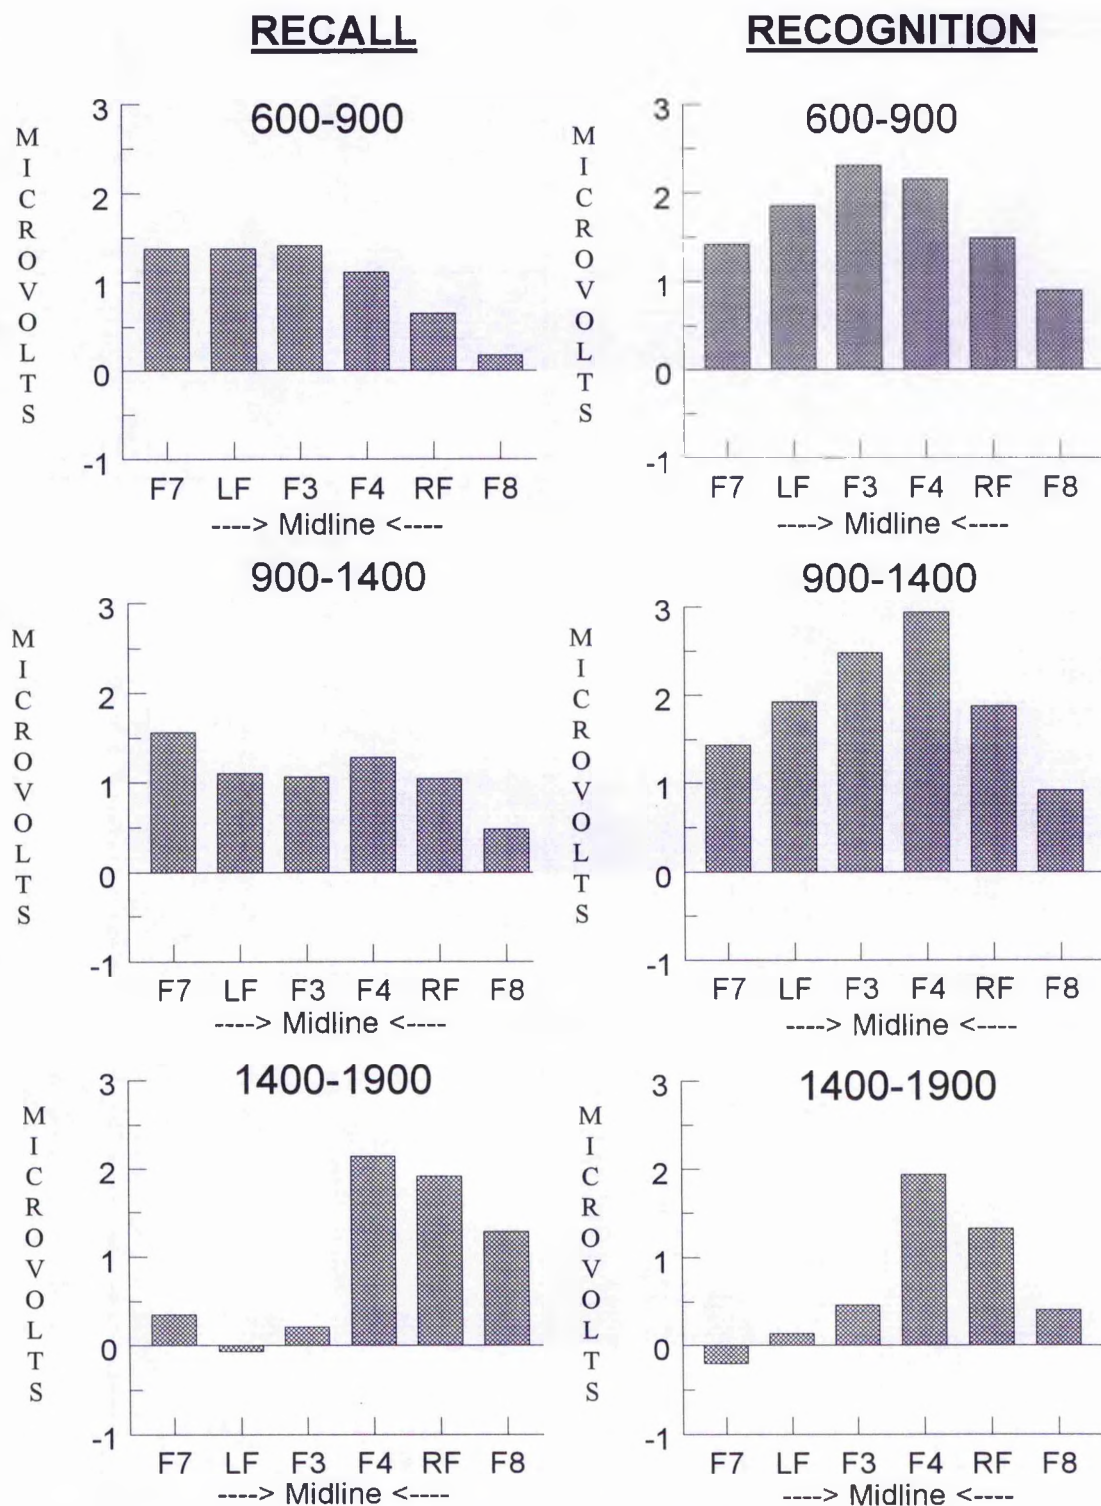 RECALL
RECOGNITION
600-900
MICROVOLTS
3
2
1
0
-1
F7 LF F3 F4 RF F8
----> Midline <----
600-900
MICROVOLTS
3
2
1
0
-1
F7 LF F3 F4 RF F8
----> Midline <----
900-1400
MICROVOLTS
3
2
1
0
-1
F7 LF F3 F4 RF F8
----> Midline <----
900-1400
MICROVOLTS
3
2
1
0
-1
F7 LF F3 F4 RF F8
----> Midline <----
1400-1900
MICROVOLTS
3
2
1
0
-1
F7 LF F3 F4 RF F8
----> Midline <----
1400-1900
MICROVOLTS
3
2
1
0
-1
F7 LF F3 F4 RF F8
----> Midline <----